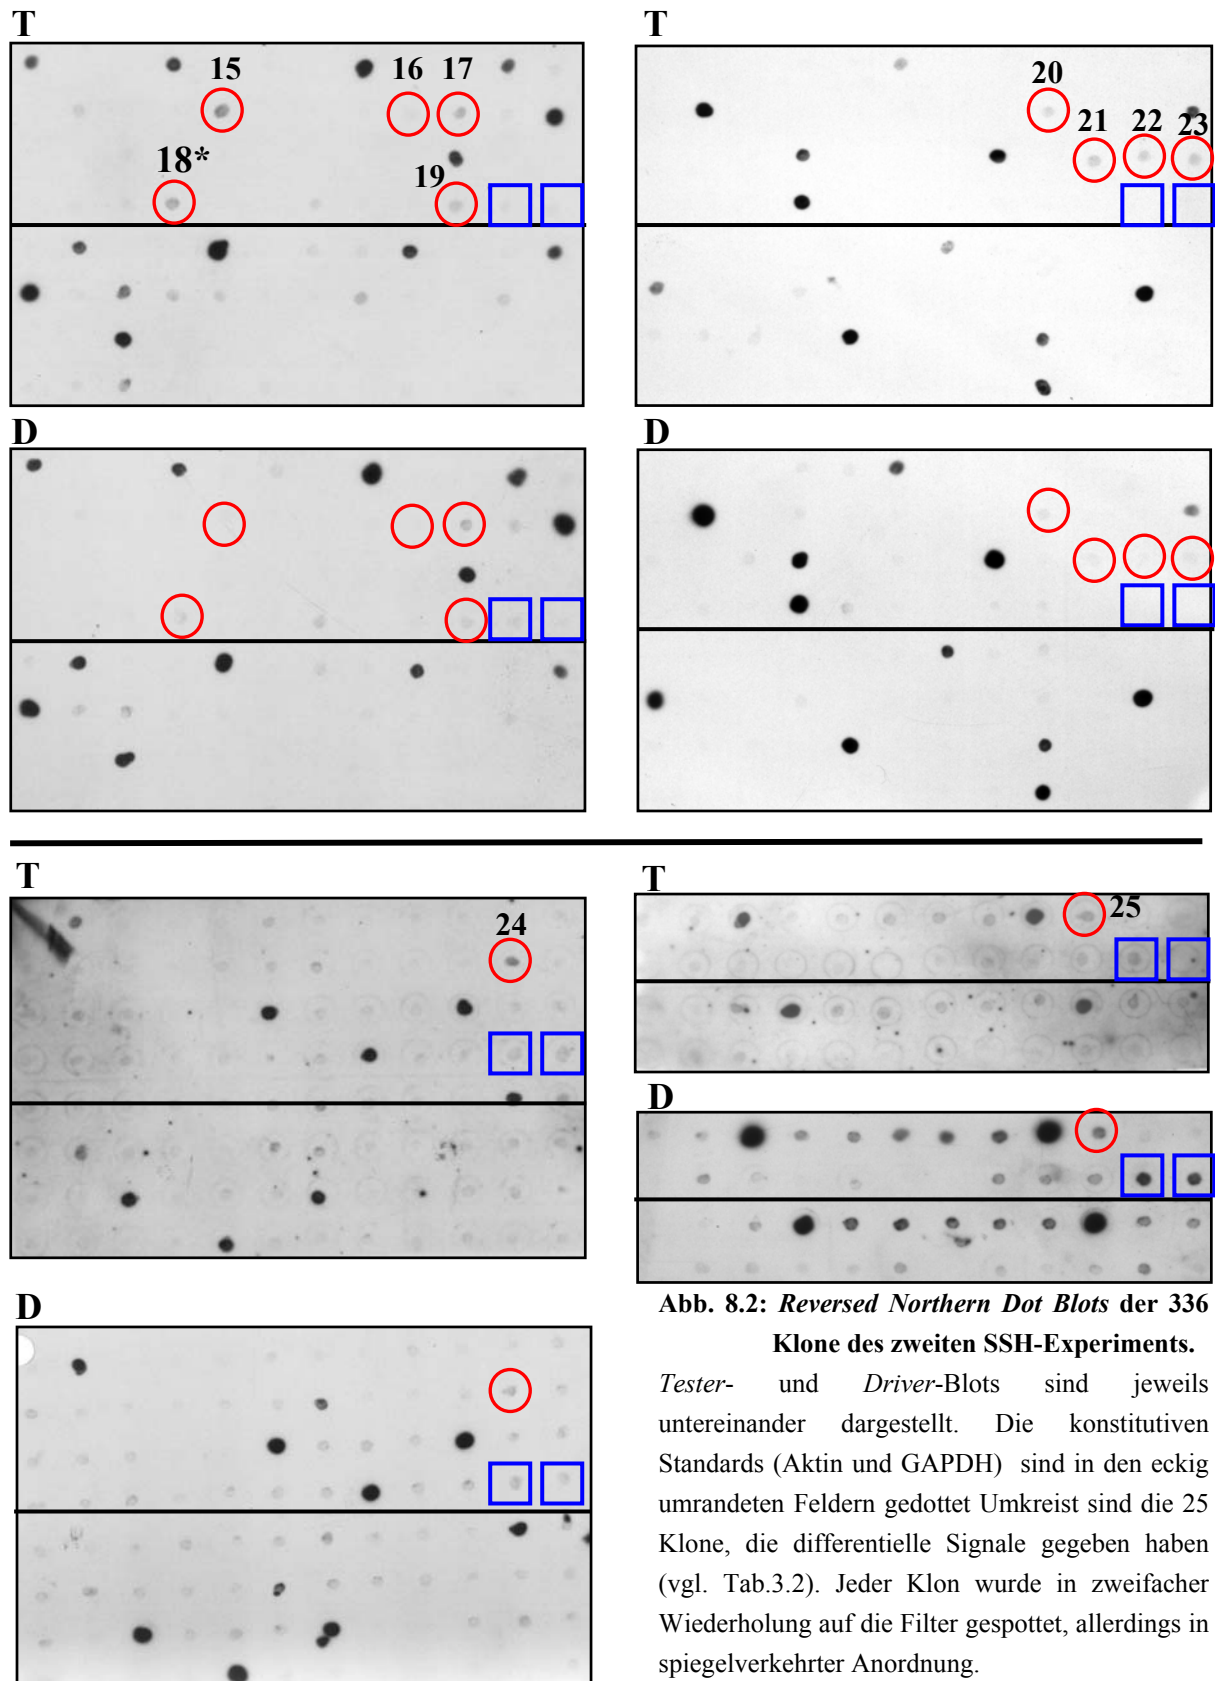 T
T
15 16 17
20
21 22 23
18*
19
D
D
T
T
24
25
D
D
Abb. 8.2: Reversed Northern Dot Blots der 336
Klone des zweiten SSH-Experiments.
Tester- und Driver-Blots sind jeweils
untereinander dargestellt. Die konstitutiven
Standards (Aktin und GAPDH) sind in den eckig
umrandeten Feldern gedottet Umkreist sind die 25
Klone, die differentielle Signale gegeben haben
(vgl. Tab.3.2). Jeder Klon wurde in zweifacher
Wiederholung auf die Filter gespottet, allerdings in
spiegelverkehrter Anordnung.